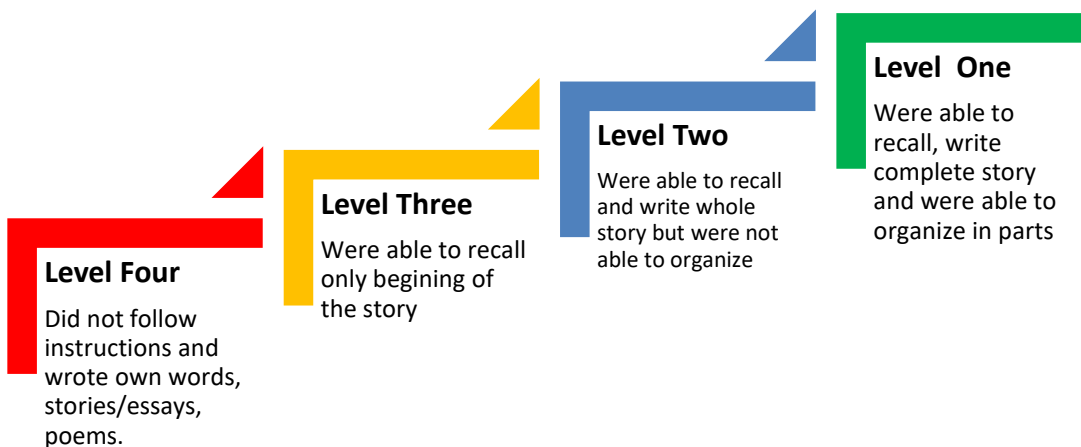 Level Four
Did not follow
instructions and
wrote own words,
stories/essays,
poems.
Level Three
Were able to recall
only begining of
the story
Level Two
Were able to recall
and write whole
story but were not
able to organize
Level One
Were able to
recall, write
complete story
and were able to
organize in parts